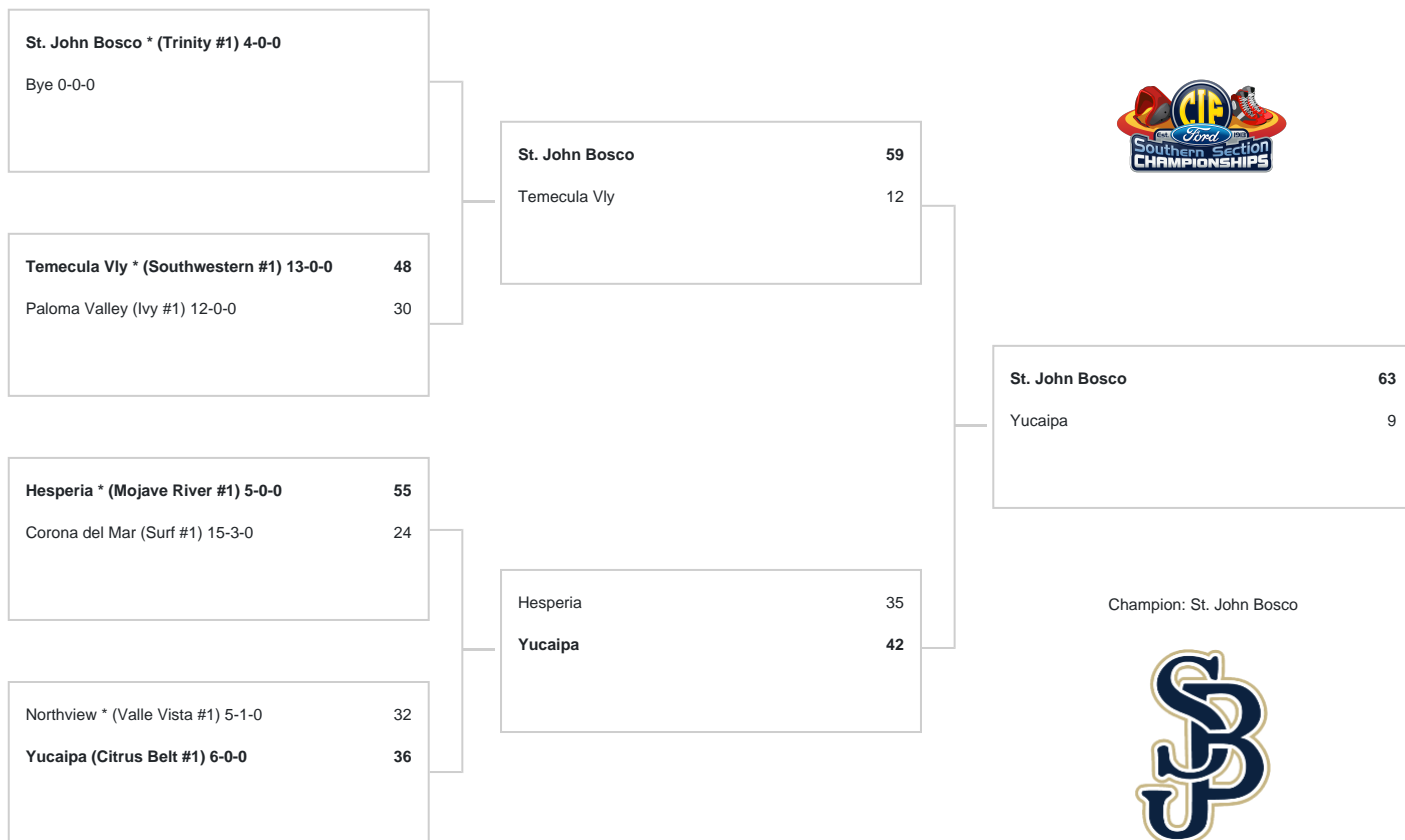 St. John Bosco * (Trinity #1) 4-0-0
Bye 0-0-0
Temecula Vly * (Southwestern #1) 13-0-0 48
Paloma Valley (Ivy #1) 12-0-0 30
Hesperia * (Mojave River #1) 5-0-0 55
Corona del Mar (Surf #1) 15-3-0 24
Northview * (Valle Vista #1) 5-1-0 32
Yucaipa (Citrus Belt #1) 6-0-0 36
St. John Bosco 59
Temecula Vly 12
Hesperia 35
Yucaipa 42
CIF
Est. Ford 1913
Southern Section
CHAMPIONSHIPS
St. John Bosco 63
Yucaipa 9
Champion: St. John Bosco
SJB